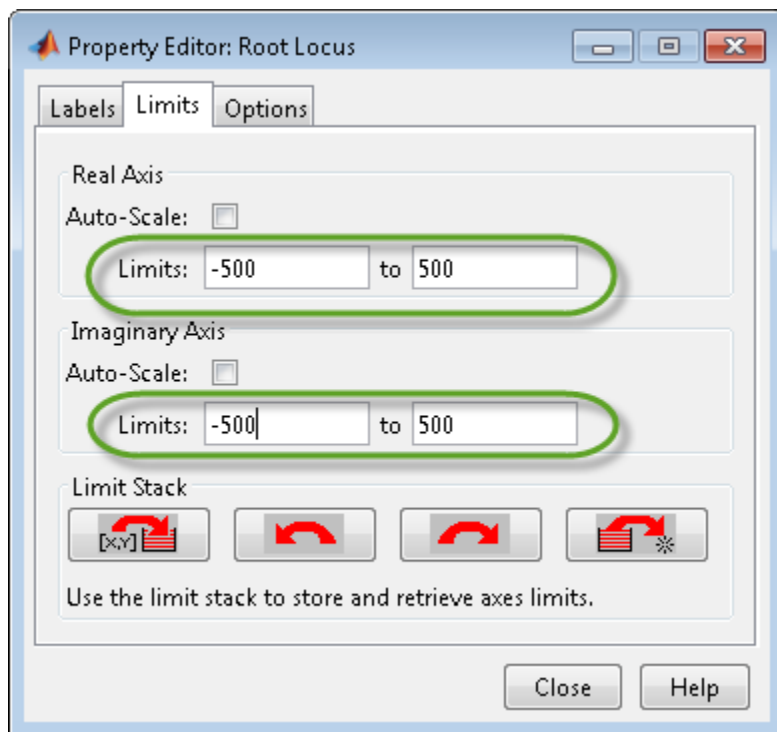 Property Editor: Root Locus
Labels Limits Options
Real Axis
Auto-Scale:
Limits: -500 to 500
Imaginary Axis
Auto-Scale:
Limits: -500 to 500
Limit Stack
[X,Y]
Use the limit stack to store and retrieve axes limits.
Close Help